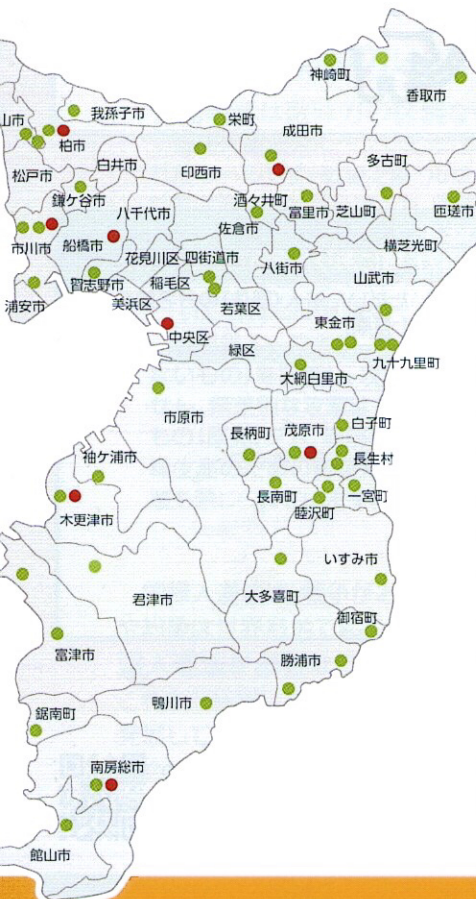 神崎町
香取市
我孫子市
栄町
成田市
山市
柏市
印西市
白井市
多古町
松戸市
鎌ケ谷市
八千代市
酒々井町
富里市
芝山町
匝瑳市
佐倉市
市川市
船橋市
花見川区
四街道市
八街市
横芝光町
山武市
浦安市
習志野市
稲毛区
若葉区
美浜区
中央区
東金市
緑区
九十九里町
大網白里市
市原市
長柄町
茂原市
白子町
袖ケ浦市
長生村
長南町
一宮町
木更津市
睦沢町
いすみ市
君津市
大多喜町
御宿町
富津市
勝浦市
鋸南町
鴨川市
南房総市
館山市